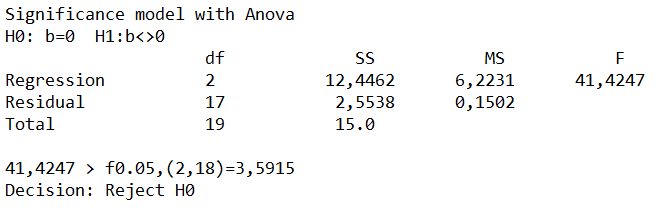 Significance model with Anova
H0: b=0  H1:b<>0
df SS MS F
Regression 2 12,4462 6,2231 41,4247
Residual 17 2,5538 0,1502
Total 19 15.0
41,4247 > f0.05,(2,18)=3,5915
Decision: Reject H0